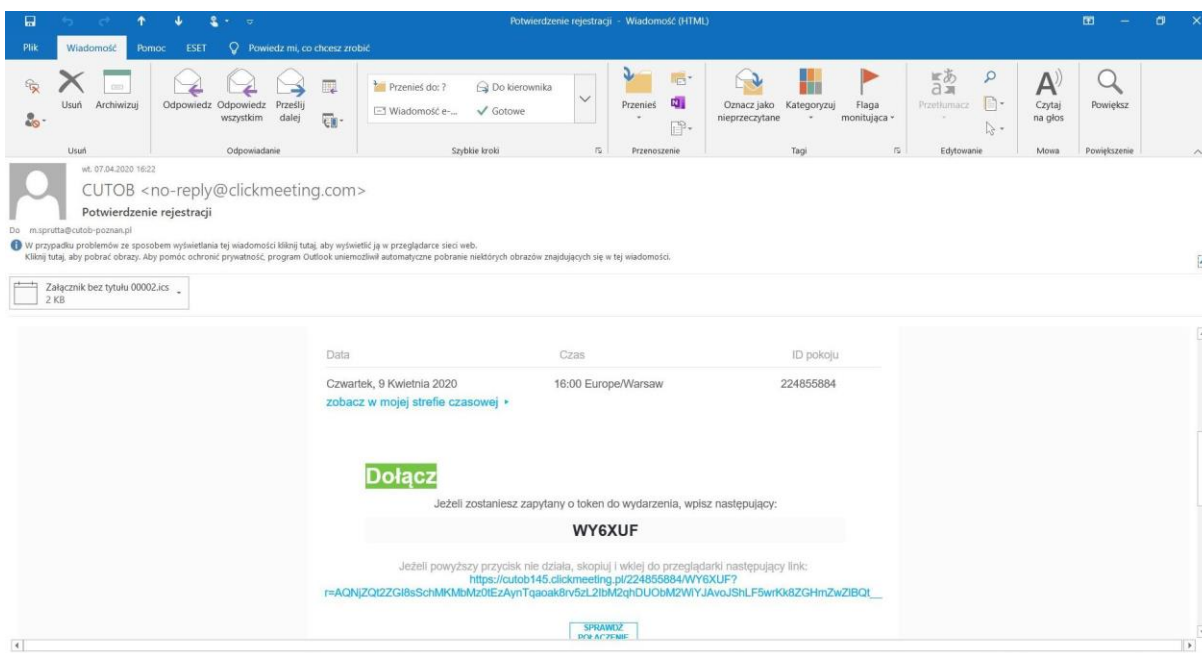 Potwierdzenie rejestracji - Wiadomość (HTML)
Plik Wiadomość Pomoc ESET Powiedz mi, co chcesz zrobić
Usuń Archiwizuj
Odpowiedz Odpowiedz wszystkim Prześlij dalej
Przenieś do: ? Do kierownika
Wiadomość e-... Gotowe
Przenieś
Oznacz jako nieprzeczytane Kategoryzuj Flaga monitująca
Przetłumacz
Czytaj na głos
Powiększ
Usuń Odpowiadanie Szybkie kroki Przenoszenie Tagi Edytowanie Mowa Powiększenie
wt. 07.04.2020 16:22
CUTOB <no-reply@clickmeeting.com>
Potwierdzenie rejestracji
Do m.sprutta@cutob-poznan.pl
W przypadku problemów ze sposobem wyświetlania tej wiadomości kliknij tutaj, aby wyświetlić ją w przeglądarce sieci web.
Kliknij tutaj, aby pobrać obrazy. Aby pomóc ochronić prywatność, program Outlook uniemożliwił automatyczne pobranie niektórych obrazów znajdujących się w tej wiadomości.
Załącznik bez tytułu 00002.ics
2 KB
Data Czas ID pokoju
Czwartek, 9 Kwietnia 2020 16:00 Europe/Warsaw 224855884
zobacz w mojej strefie czasowej
Dołącz
Jeżeli zostaniesz zapytany o token do wydarzenia, wpisz następujący:
WY6XUF
Jeżeli powyższy przycisk nie działa, skopiuj i wklej do przeglądarki następujący link:
https://cutob145.clickmeeting.pl/224855884/WY6XUF?
SPRAWDŹ
POŁĄCZENIE